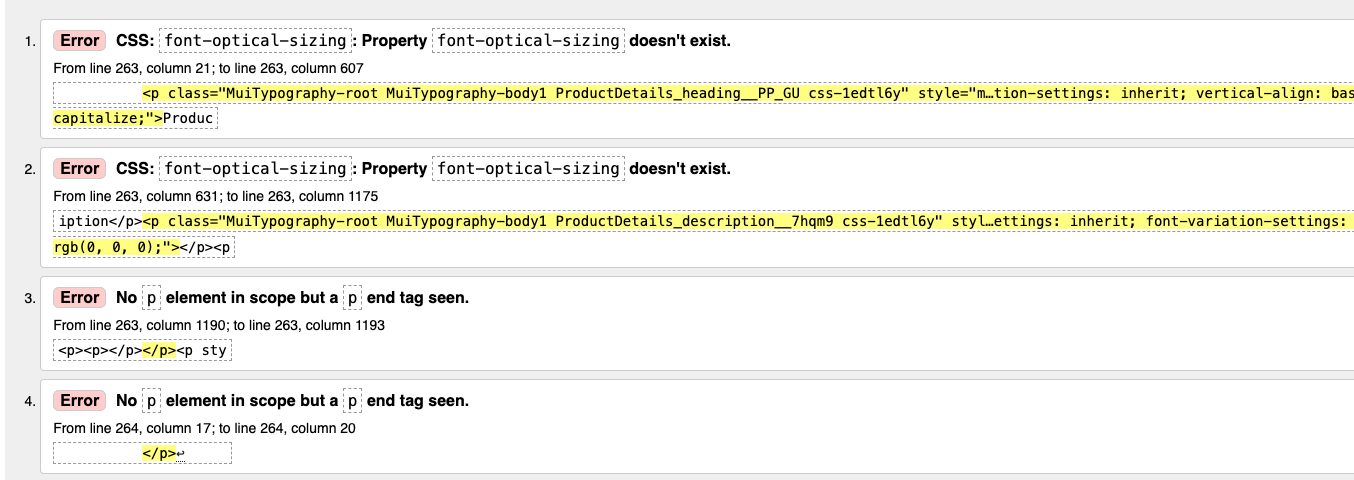 1. Error CSS: font-optical-sizing: Property font-optical-sizing doesn't exist.
From line 263, column 21; to line 263, column 607
<p class="MuiTypography-root MuiTypography-body1 ProductDetails_heading__PP_GU css-1edtl6y" style="m…tion-settings: inherit; vertical-align: bas
capitalize;">Produc
2. Error CSS: font-optical-sizing: Property font-optical-sizing doesn't exist.
From line 263, column 631; to line 263, column 1175
iption</p><p class="MuiTypography-root MuiTypography-body1 ProductDetails_description__7hqm9 css-1edtl6y" styl…ettings: inherit; font-variation-settings:
rgb(0, 0, 0);"></p><p
3. Error No p element in scope but a p end tag seen.
From line 263, column 1190; to line 263, column 1193
<p><p></p></p><p sty
4. Error No p element in scope but a p end tag seen.
From line 264, column 17; to line 264, column 20
</p>↩